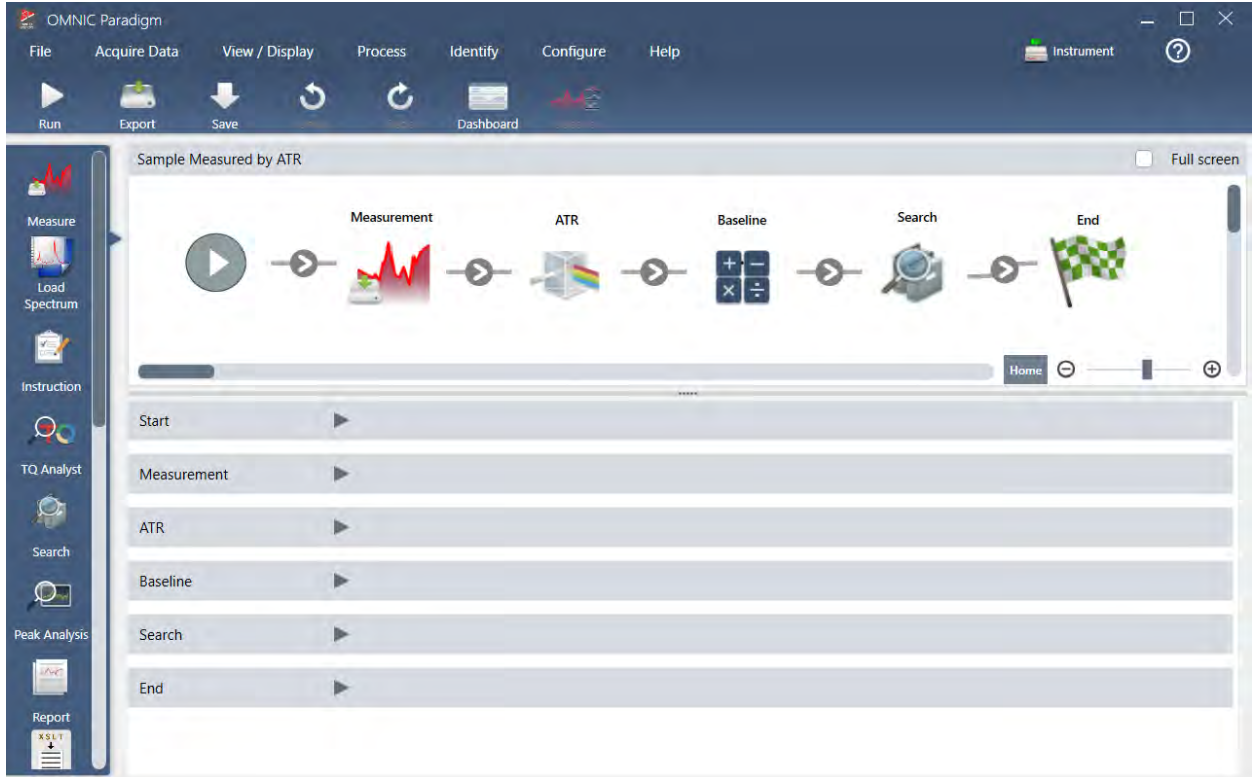 OMNIC Paradigm
File Acquire Data View / Display Process Identify Configure Help Instrument ?
Run Export Save Dashboard
Sample Measured by ATR Full screen
Measure
Load
Spectrum
Instruction
TQ Analyst
Search
Peak Analysis
Report
XSLT
Measurement ATR Baseline Search End
Home
Start
Measurement
ATR
Baseline
Search
End